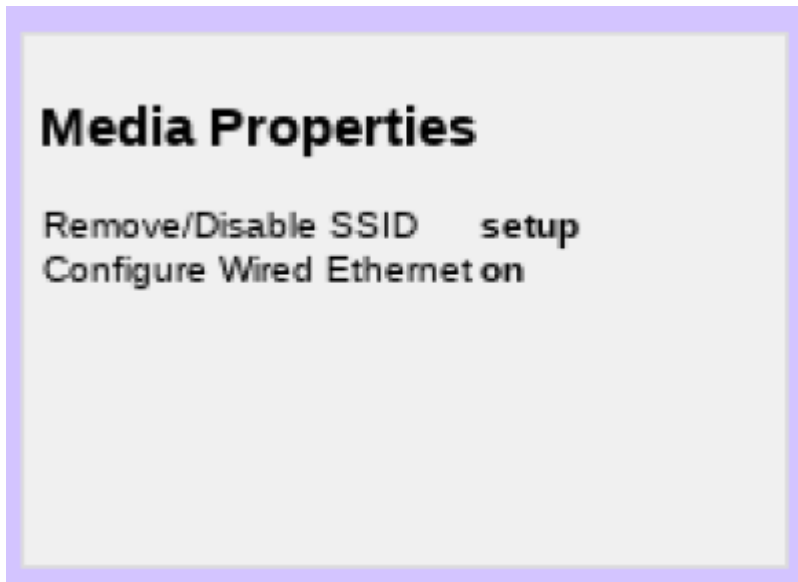 Media Properties
Remove/Disable SSID setup
Configure Wired Ethernet on